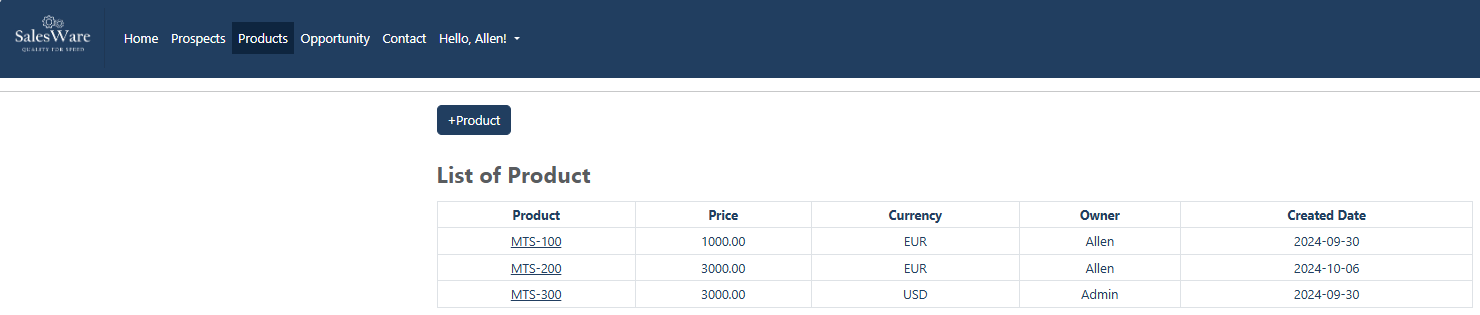 SalesWare
QUALITY FOR SPEED
Home Prospects Products Opportunity Contact Hello, Allen!
+Product
List of Product
Product Price Currency Owner Created Date
MTS-100 1000.00 EUR Allen 2024-09-30
MTS-200 3000.00 EUR Allen 2024-10-06
MTS-300 3000.00 USD Admin 2024-09-30